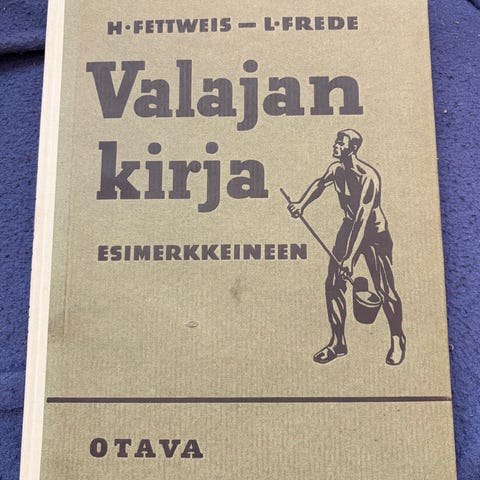 H·FETTWEIS — L·FREDE
Valajan
kirja
ESIMERKKEINEEN
OTAVA